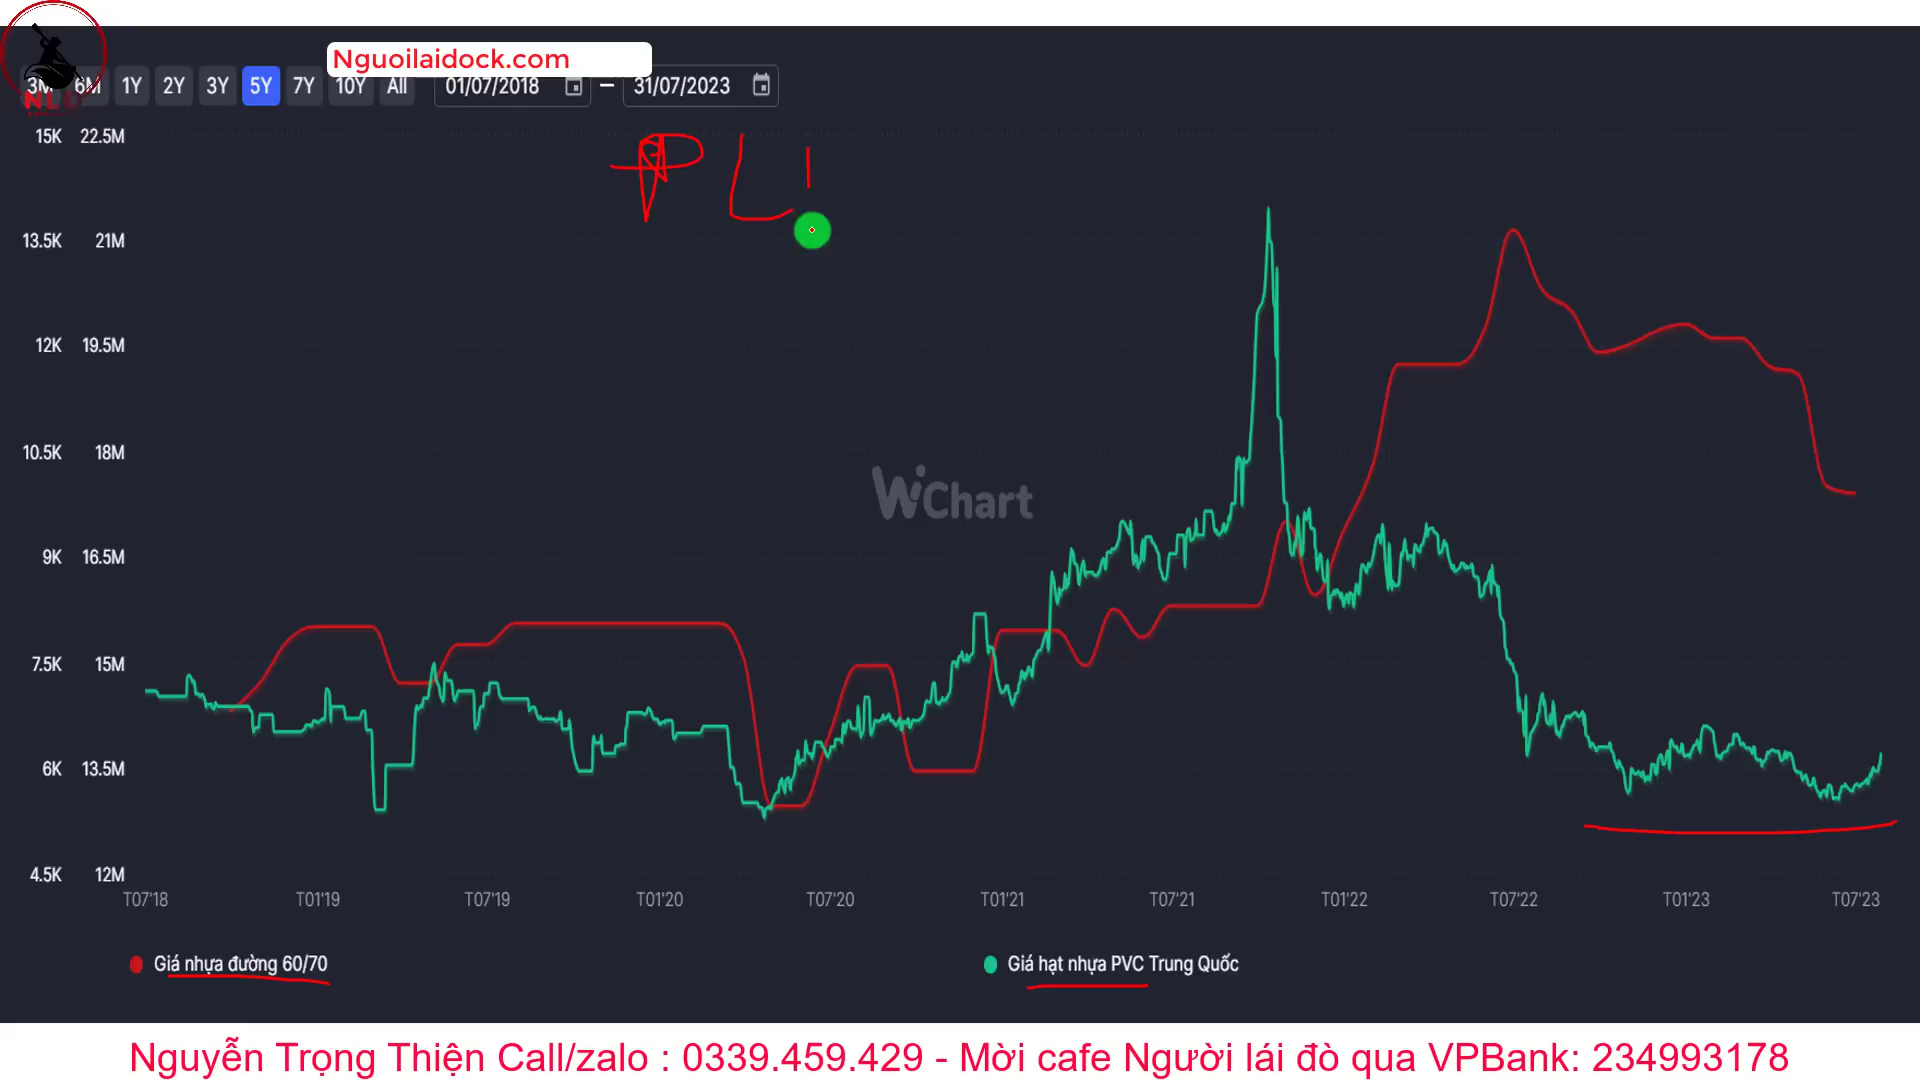 Nguoilaidock.com
3M 6M 1Y 2Y 3Y 5Y 7Y 10Y All 01/07/2018 – 31/07/2023
NL
PL
15K 22.5M
13.5K 21M
12K 19.5M
10.5K 18M
WiChart
9K 16.5M
7.5K 15M
6K 13.5M
4.5K 12M
T07'18 T01'19 T07'19 T01'20 T07'20 T01'21 T07'21 T01'22 T07'22 T01'23 T07'23
Giá nhựa đường 60/70 Giá hạt nhựa PVC Trung Quốc
Nguyễn Trọng Thiện Call/zalo : 0339.459.429 - Mời cafe Người lái đò qua VPBank: 234993178